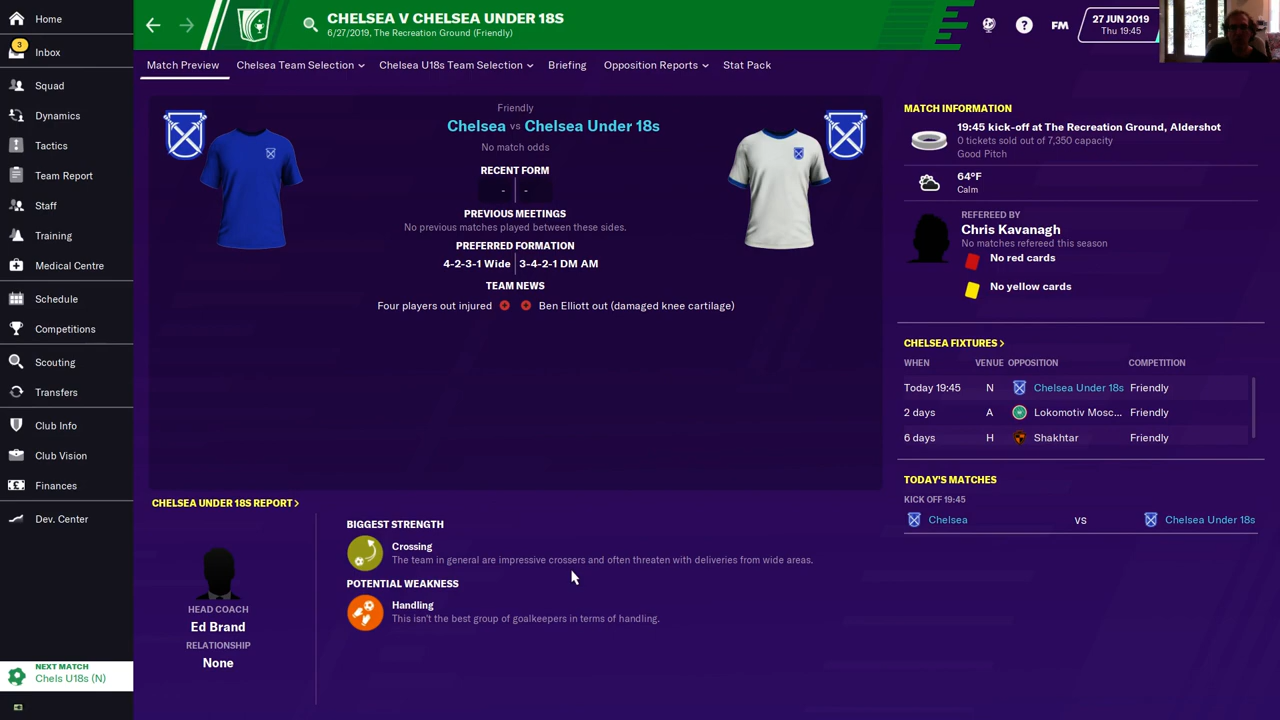 Home
3
Inbox
Squad
Dynamics
Tactics
Team Report
Staff
Training
Medical Centre
Schedule
Competitions
Scouting
Transfers
Club Info
Club Vision
Finances
Dev. Center
NEXT MATCH
Chels U18s (N)
CHELSEA V CHELSEA UNDER 18S
6/27/2019, The Recreation Ground (Friendly)
?
FM
27 JUN 2019
Thu 19:45
Match Preview
Chelsea Team Selection
Chelsea U18s Team Selection
Briefing
Opposition Reports
Stat Pack
Friendly
Chelsea vs Chelsea Under 18s
No match odds
RECENT FORM
- -
PREVIOUS MEETINGS
No previous matches played between these sides.
PREFERRED FORMATION
4-2-3-1 Wide 3-4-2-1 DM AM
TEAM NEWS
Four players out injured Ben Elliott out (damaged knee cartilage)
CHELSEA UNDER 18S REPORT >
HEAD COACH
Ed Brand
RELATIONSHIP
None
BIGGEST STRENGTH
Crossing
The team in general are impressive crossers and often threaten with deliveries from wide areas.
POTENTIAL WEAKNESS
Handling
This isn't the best group of goalkeepers in terms of handling.
MATCH INFORMATION
19:45 kick-off at The Recreation Ground, Aldershot
0 tickets sold out of 7,350 capacity
Good Pitch
64°F
Calm
REFEREED BY
Chris Kavanagh
No matches refereed this season
No red cards
No yellow cards
CHELSEA FIXTURES >
WHEN VENUE OPPOSITION COMPETITION
Today 19:45 N Chelsea Under 18s Friendly
2 days A Lokomotiv Mosc... Friendly
6 days H Shakhtar Friendly
TODAY'S MATCHES
KICK OFF 19:45
Chelsea vs Chelsea Under 18s